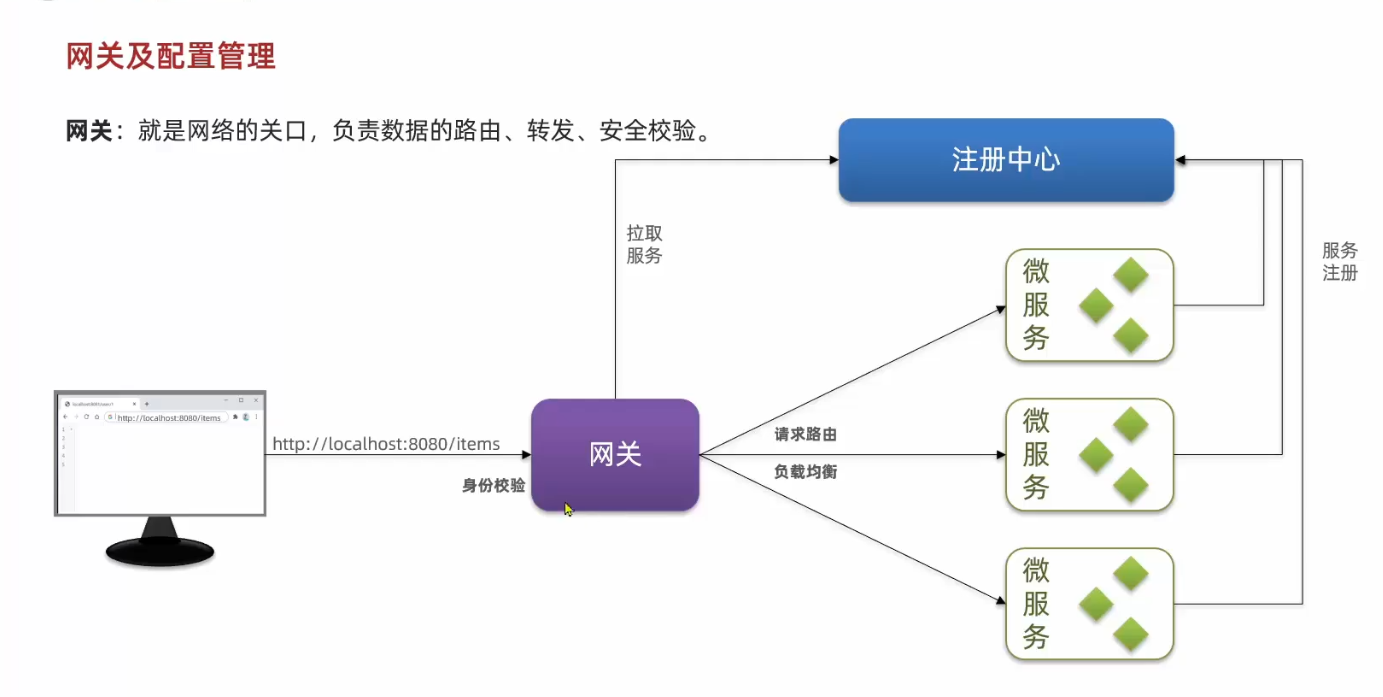 网关及配置管理
网关：就是网络的关口，负责数据的路由、转发、安全校验。
注册中心
拉取
服务
服务
注册
微
服
务
http://localhost:8080/items
http://localhost:8080/items
身份校验
网关
请求路由
负载均衡
微
服
务
微
服
务